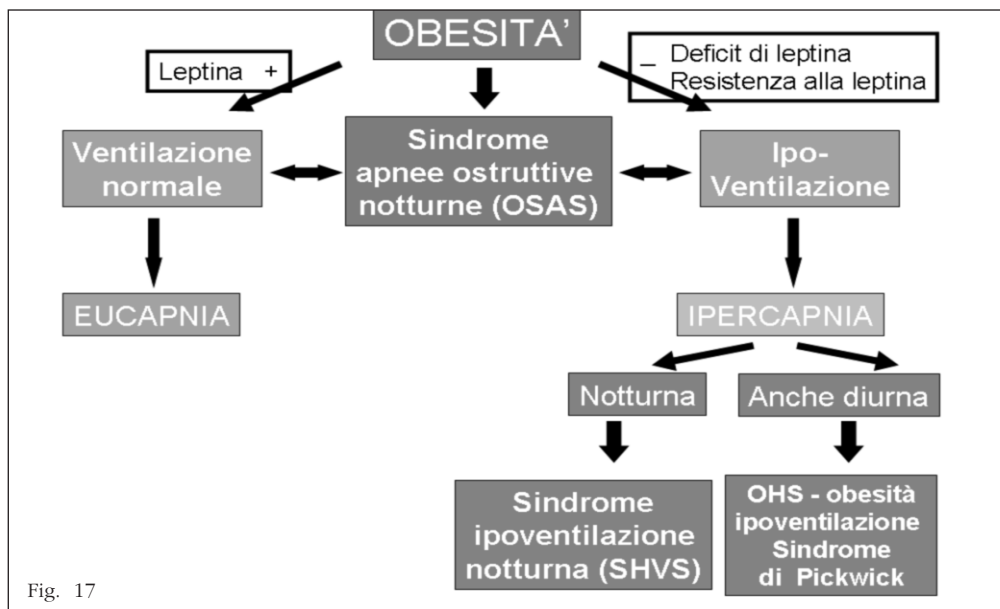 OBESITA'
Leptina +
_ Deficit di leptina
Resistenza alla leptina
Ventilazione
normale
Sindrome
apnee ostruttive
notturne (OSAS)
Ipo-
Ventilazione
EUCAPNIA
IPERCAPNIA
Notturna
Anche diurna
Sindrome
ipoventilazione
notturna (SHVS)
OHS - obesità
ipoventilazione
Sindrome
di Pickwick
Fig. 17